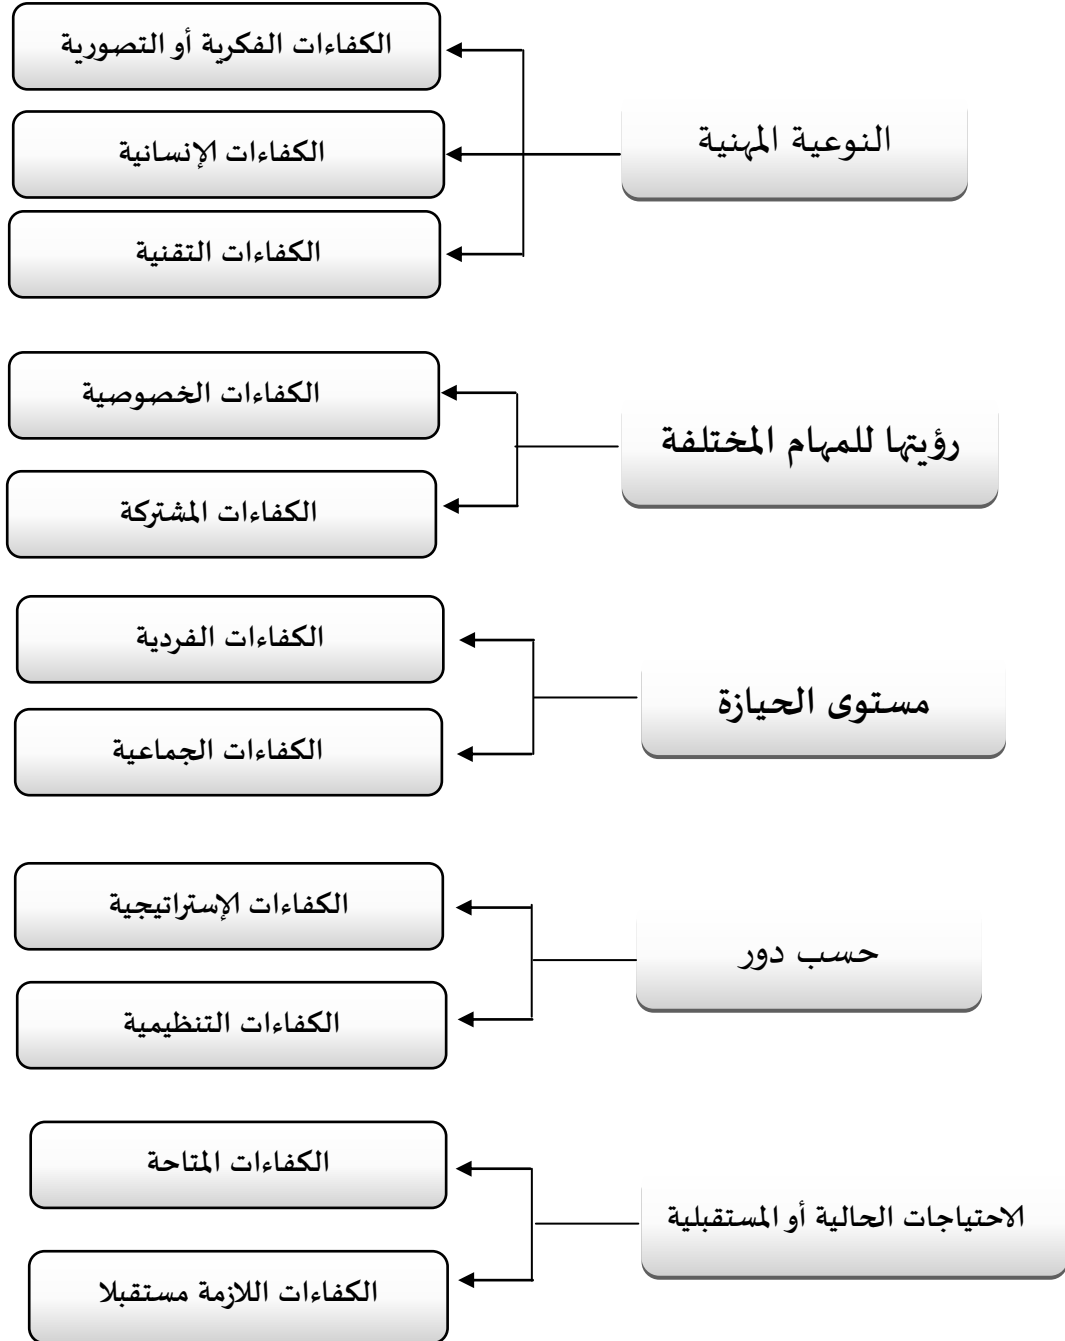 النوعية المهنية
الكفاءات الفكرية أو التصورية
الكفاءات الإنسانية
الكفاءات التقنية
رؤيتها للمهام المختلفة
الكفاءات الخصوصية
الكفاءات المشتركة
مستوى الحيازة
الكفاءات الفردية
الكفاءات الجماعية
حسب دور
الكفاءات الإستراتيجية
الكفاءات التنظيمية
الاحتياجات الحالية أو المستقبلية
الكفاءات المتاحة
الكفاءات اللازمة مستقبلا